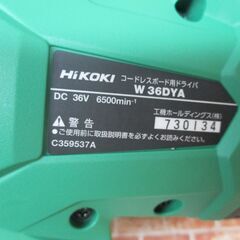 HiKOKI コードレスボード用ドライバ
W 36DYA
DC 36V 6500min⁻¹
工機ホールディングス(株)
⚠ 警告
730134
ご使用前に取扱説明書を必ずお読みください。
C359537A